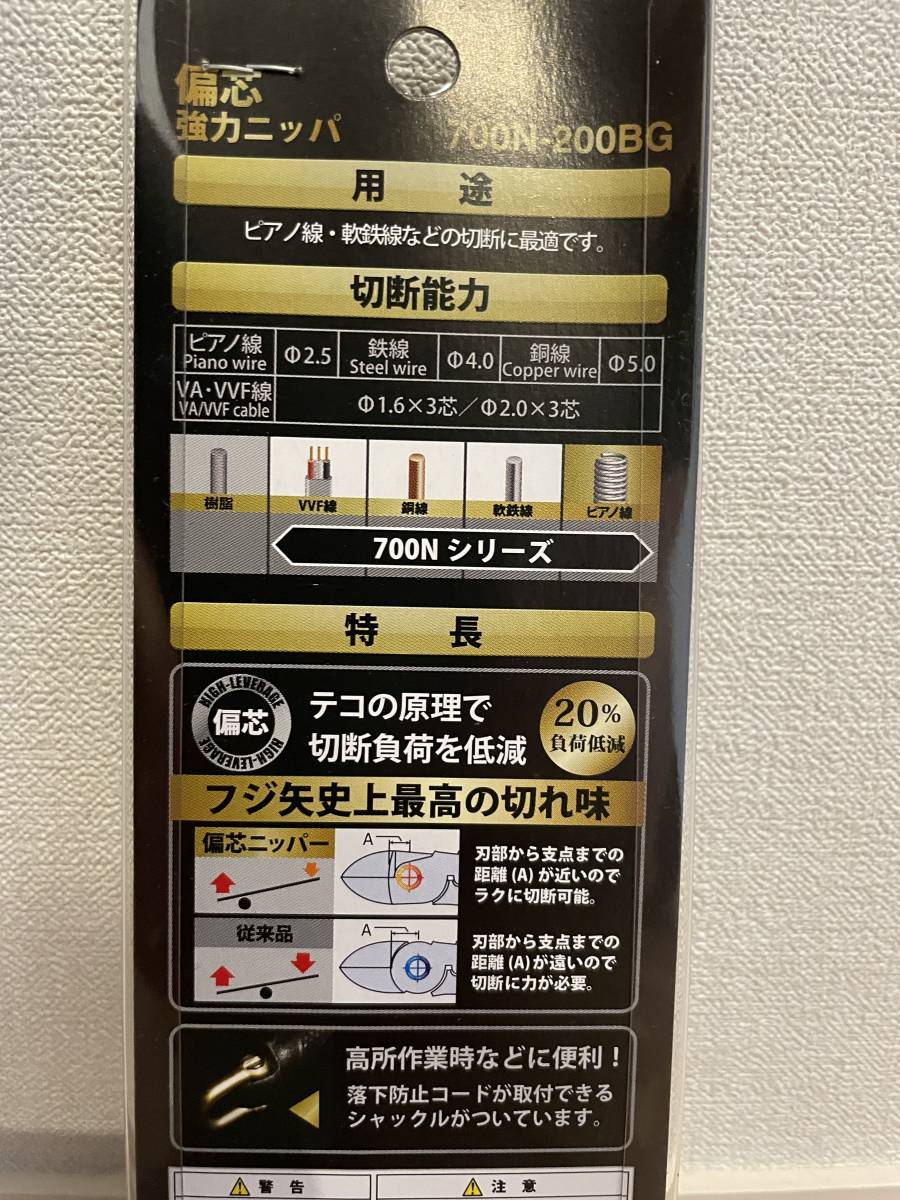 偏芯
強力ニッパ 700N-200BG
用 途
ピアノ線・軟鉄線などの切断に最適です。
切断能力
ピアノ線 Φ2.5 鉄線 Φ4.0 銅線 Φ5.0
Piano wire Steel wire Copper wire
VA・VVF線 Φ1.6×3芯／Φ2.0×3芯
VA/VVF cable
樹脂 VVF線 銅線 軟鉄線 ピアノ線
700N シリーズ
特 長
HIGH-LEVERAGE
偏芯
HIGH-LEVERAGE
テコの原理で
切断負荷を低減
20%
負荷低減
フジ矢史上最高の切れ味
偏芯ニッパー
A
刃部から支点までの
距離(A)が近いので
ラクに切断可能。
従来品
A
刃部から支点までの
距離(A)が遠いので
切断に力が必要。
高所作業時などに便利！
落下防止コードが取付できる
シャックルがついています。
警 告 注 意